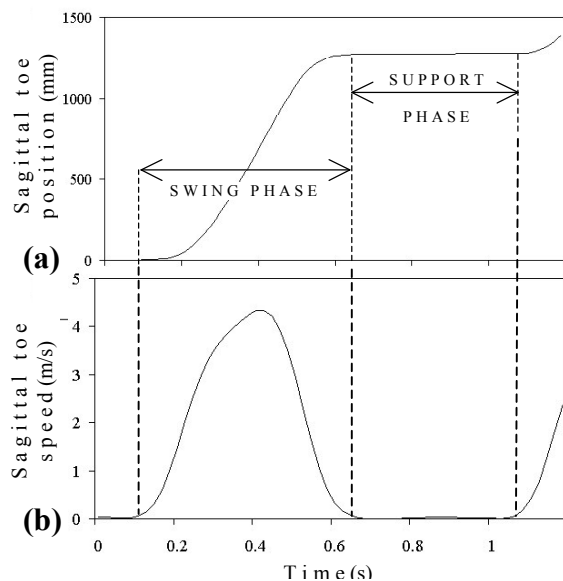 1500
1000
500
0
Sagittal toe
position (mm)
SUPPORT
PHASE
SWING PHASE
(a)
5
4
3
2
1
0
Sagittal toe
speed (m/s)
(b)
0 0.2 0.4 0.6 0.8 1
Time (s)